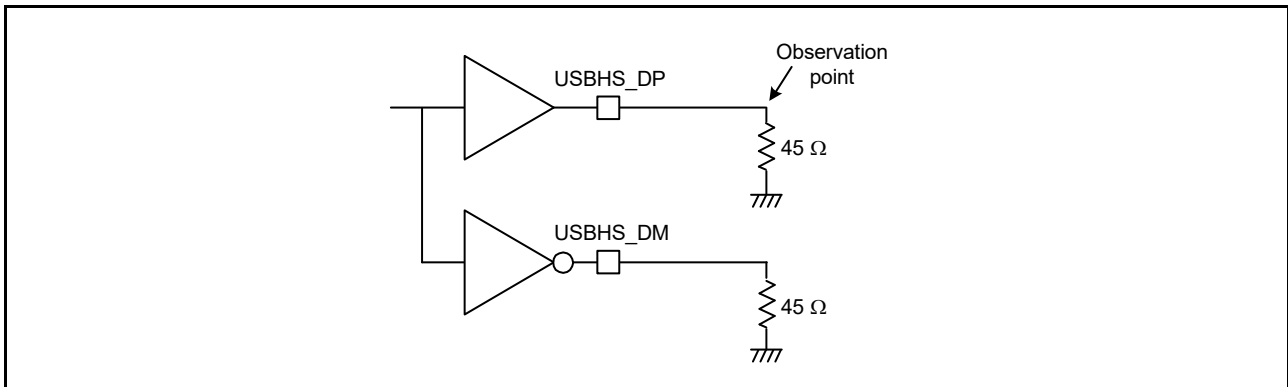 Observation
point
USBHS_DP
45 Ω
USBHS_DM
45 Ω